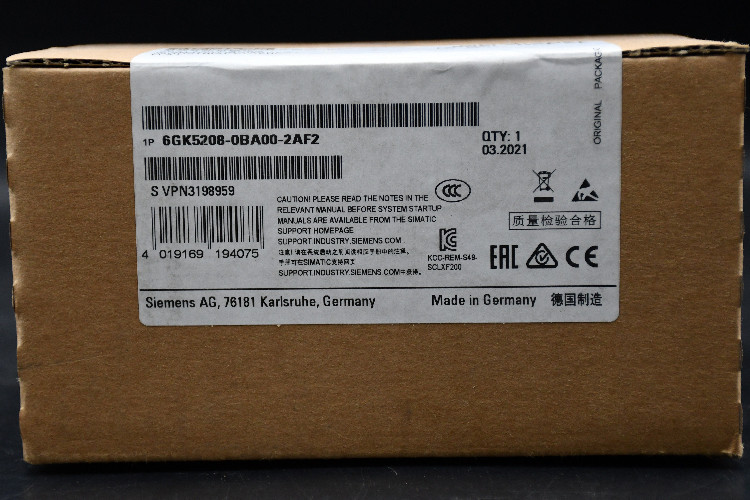 ORIGINAL PACKAGE
1P 6GK5208-0BA00-2AF2
QTY: 1
03.2021
S VPN3198959
CAUTION! PLEASE READ THE NOTES IN THE
RELEVANT MANUAL BEFORE SYSTEM STARTUP
MANUALS ARE AVAILABLE FROM THE SIMATIC
SUPPORT HOMEPAGE
SUPPORT.INDUSTRY.SIEMENS.COM
SUPPORT.INDUSTRY.SIEMENS.COM
4 019169 194075
CCC
KCC-REM-S49-
SCLXF200
质量检验合格
EAC CE
Siemens AG, 76181 Karlsruhe, Germany
Made in Germany 德国制造